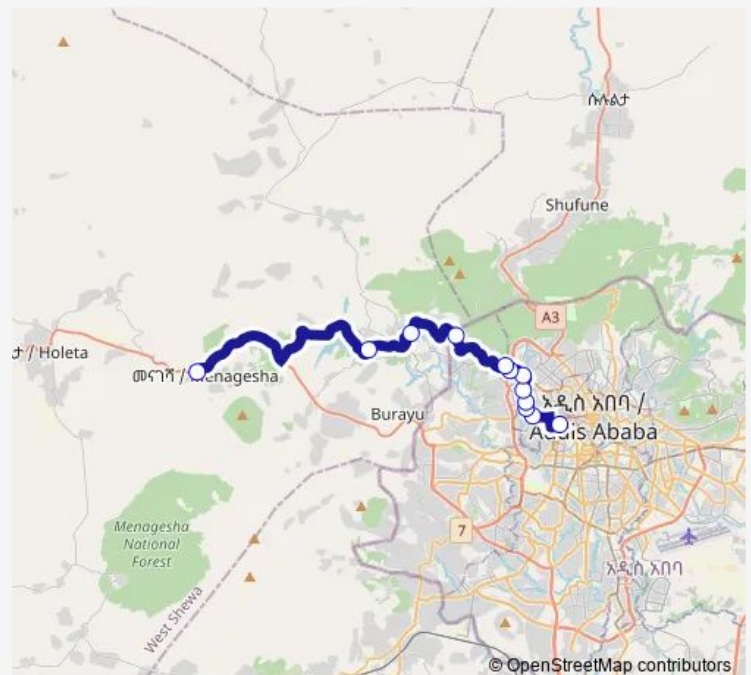 ሱሉልታ
Shufune
A3
ታ / Holeta
መናገሻ / Menagesha
Burayu
አዲስ አበባ /
Addis Ababa
Menagesha
National
Forest
7
አዲስ አበባ
West Shewa
© OpenStreetMap contributors